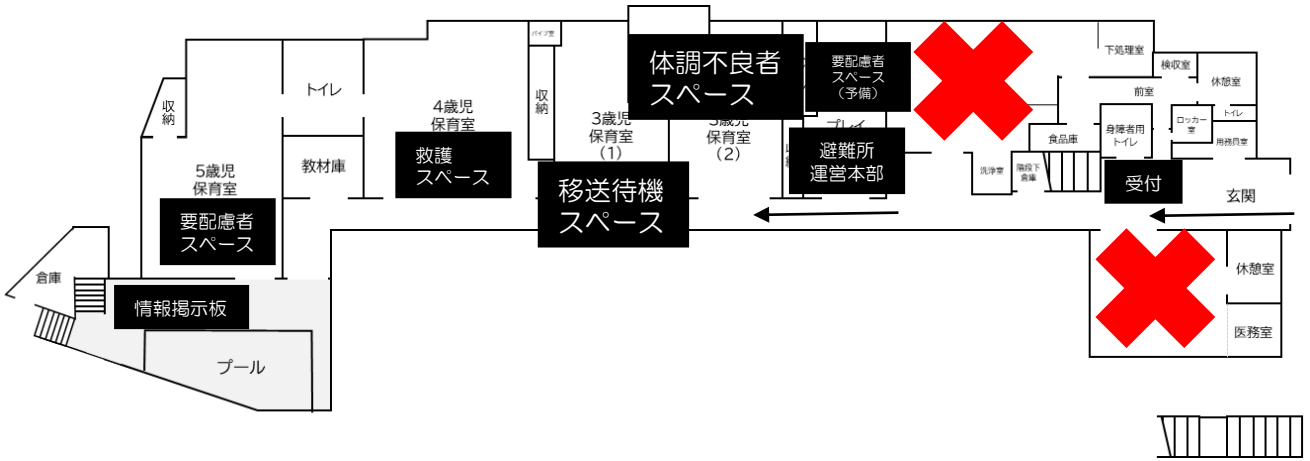 パイプ室
体調不良者
スペース
要配慮者
スペース
（予備）
下処理室
検収室
休憩室
前室
収納
トイレ
4歳児
保育室
収納
3歳児
保育室
（1）
3歳児
保育室
（2）
プレイ
食品庫
身障者用
トイレ
ロッカー
室
トイレ
用務員室
救護
スペース
教材庫
避難所
運営本部
洗浄室
階段下
倉庫
受付
玄関
5歳児
保育室
移送待機
スペース
要配慮者
スペース
倉庫
休憩室
情報掲示板
医務室
プール